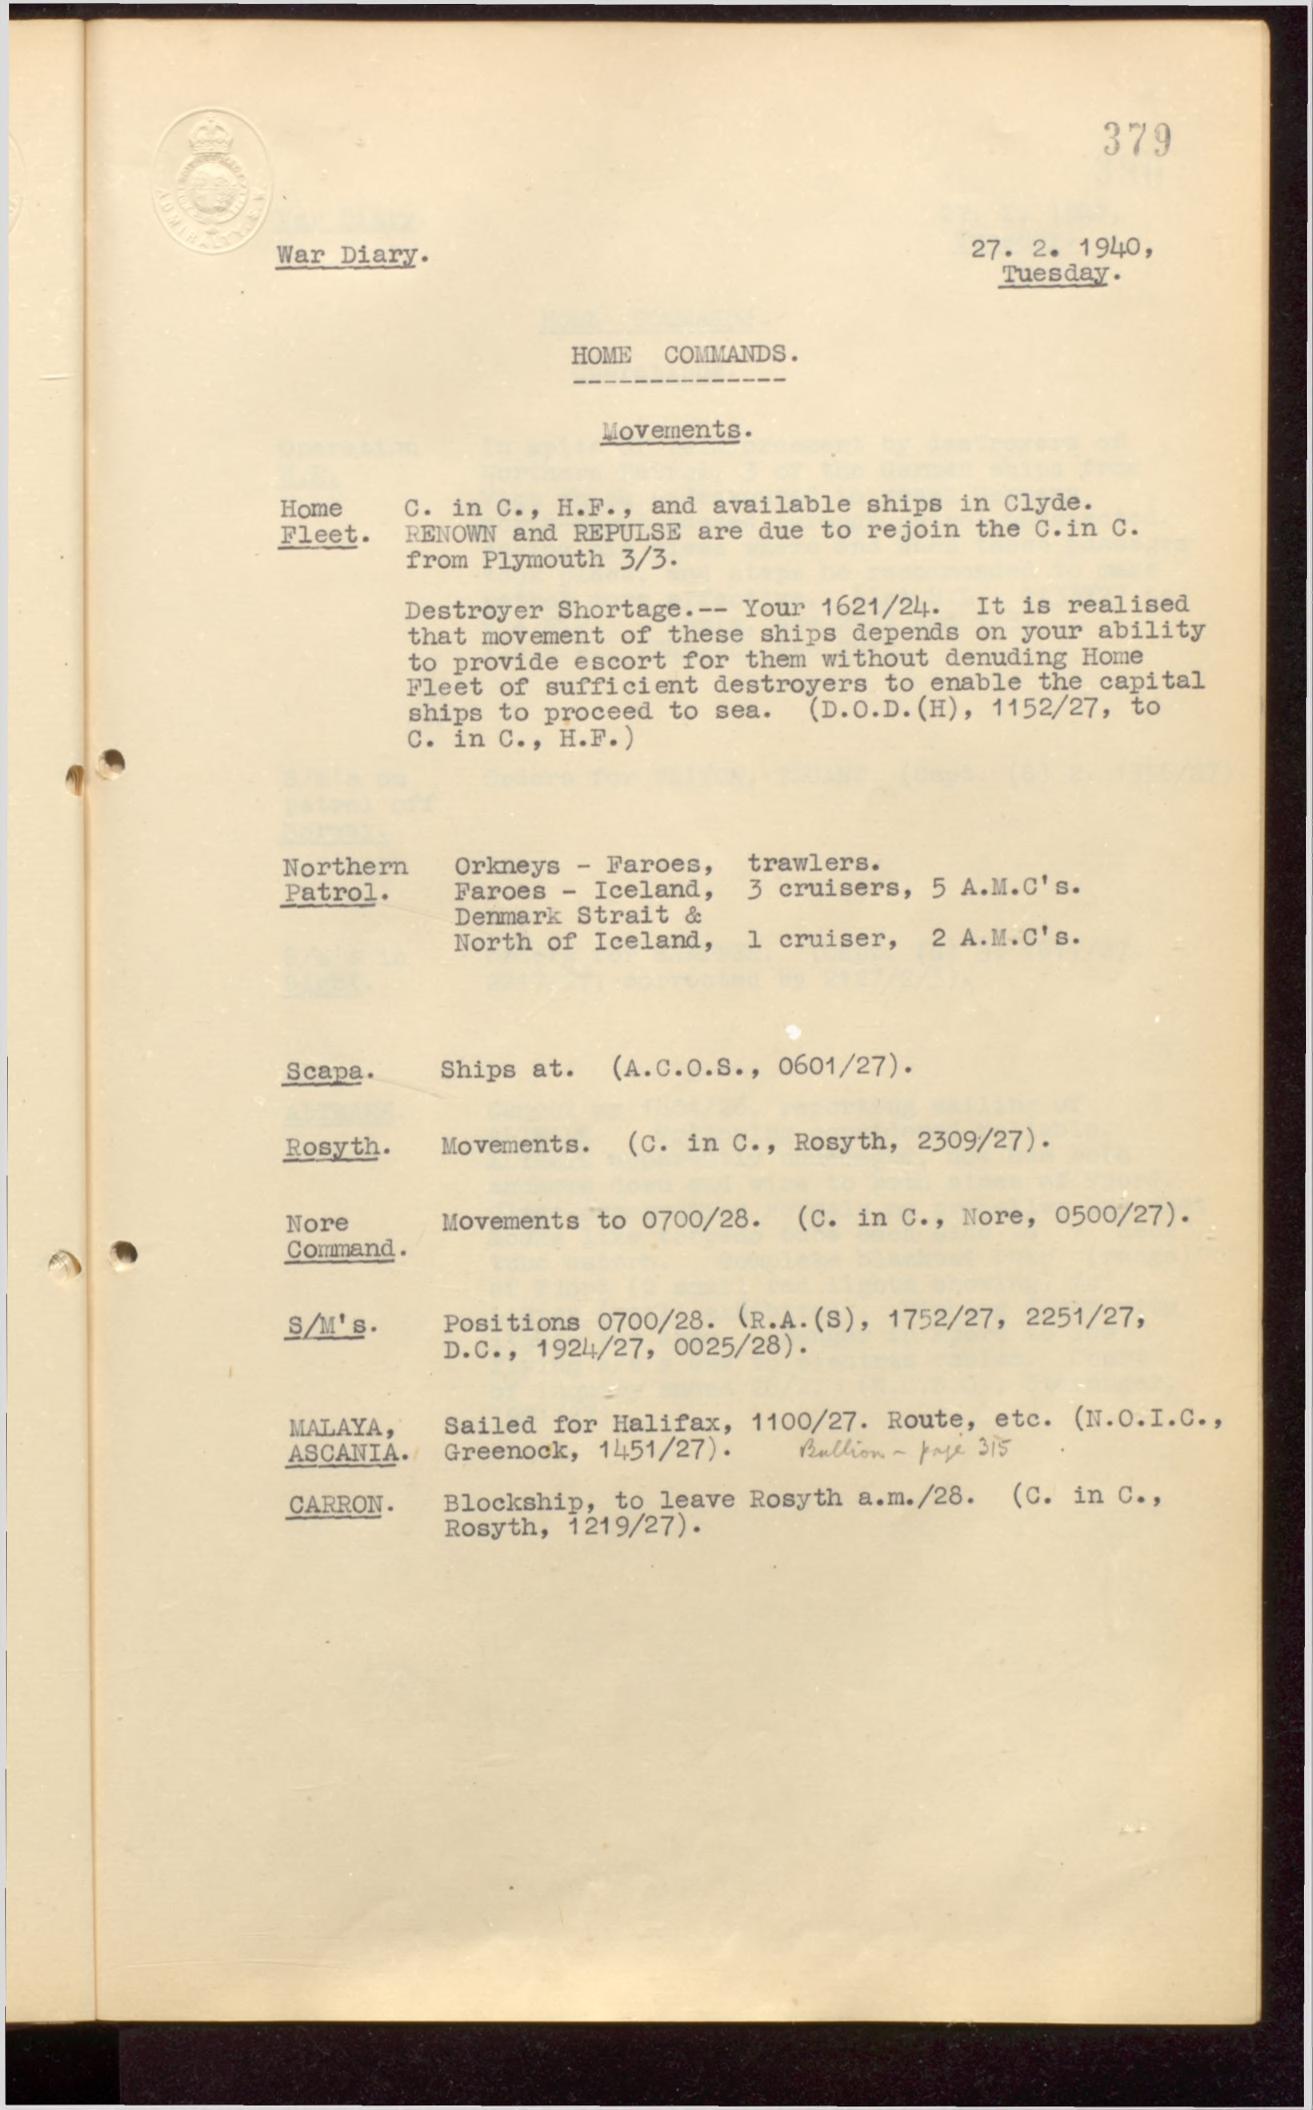 379
ADMIRALTY. S.W.
War Diary.
27. 2. 1940,
Tuesday.
HOME COMMANDS.
--------------
Movements.
Home C. in C., H.F., and available ships in Clyde.
Fleet. RENOWN and REPULSE are due to rejoin the C.in C.
from Plymouth 3/3.
Destroyer Shortage.-- Your 1621/24. It is realised
that movement of these ships depends on your ability
to provide escort for them without denuding Home
Fleet of sufficient destroyers to enable the capital
ships to proceed to sea. (D.O.D.(H), 1152/27, to
C. in C., H.F.)
Northern Orkneys - Faroes, trawlers.
Patrol. Faroes - Iceland, 3 cruisers, 5 A.M.C's.
Denmark Strait &
North of Iceland, 1 cruiser, 2 A.M.C's.
Scapa. Ships at. (A.C.O.S., 0601/27).
Rosyth. Movements. (C. in C., Rosyth, 2309/27).
Nore Movements to 0700/28. (C. in C., Nore, 0500/27).
Command.
S/M's. Positions 0700/28. (R.A.(S), 1752/27, 2251/27,
D.C., 1924/27, 0025/28).
MALAYA, Sailed for Halifax, 1100/27. Route, etc. (N.O.I.C.,
ASCANIA. Greenock, 1451/27). Bullion - page 315
CARRON. Blockship, to leave Rosyth a.m./28. (C. in C.,
Rosyth, 1219/27).